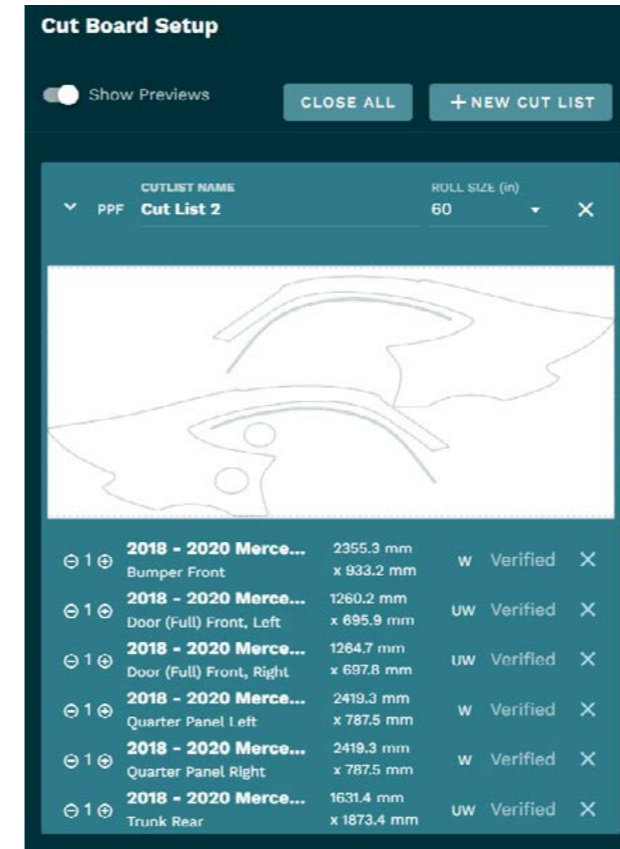 Cut Board Setup
Show Previews
CLOSE ALL
+ NEW CUT LIST
CUTLIST NAME
ROLL SIZE (in)
PPF Cut List 2
60
2018 - 2020 Merce... 2355.3 mm
⊖ 1 ⊕ W Verified ×
Bumper Front x 933.2 mm
2018 - 2020 Merce... 1260.2 mm
⊖ 1 ⊕ UW Verified ×
Door (Full) Front, Left x 695.9 mm
2018 - 2020 Merce... 1264.7 mm
⊖ 1 ⊕ UW Verified ×
Door (Full) Front, Right x 697.8 mm
2018 - 2020 Merce... 2419.3 mm
⊖ 1 ⊕ W Verified ×
Quarter Panel Left x 787.5 mm
2018 - 2020 Merce... 2419.3 mm
⊖ 1 ⊕ W Verified ×
Quarter Panel Right x 787.5 mm
2018 - 2020 Merce... 1631.4 mm
⊖ 1 ⊕ UW Verified ×
Trunk Rear x 1873.4 mm